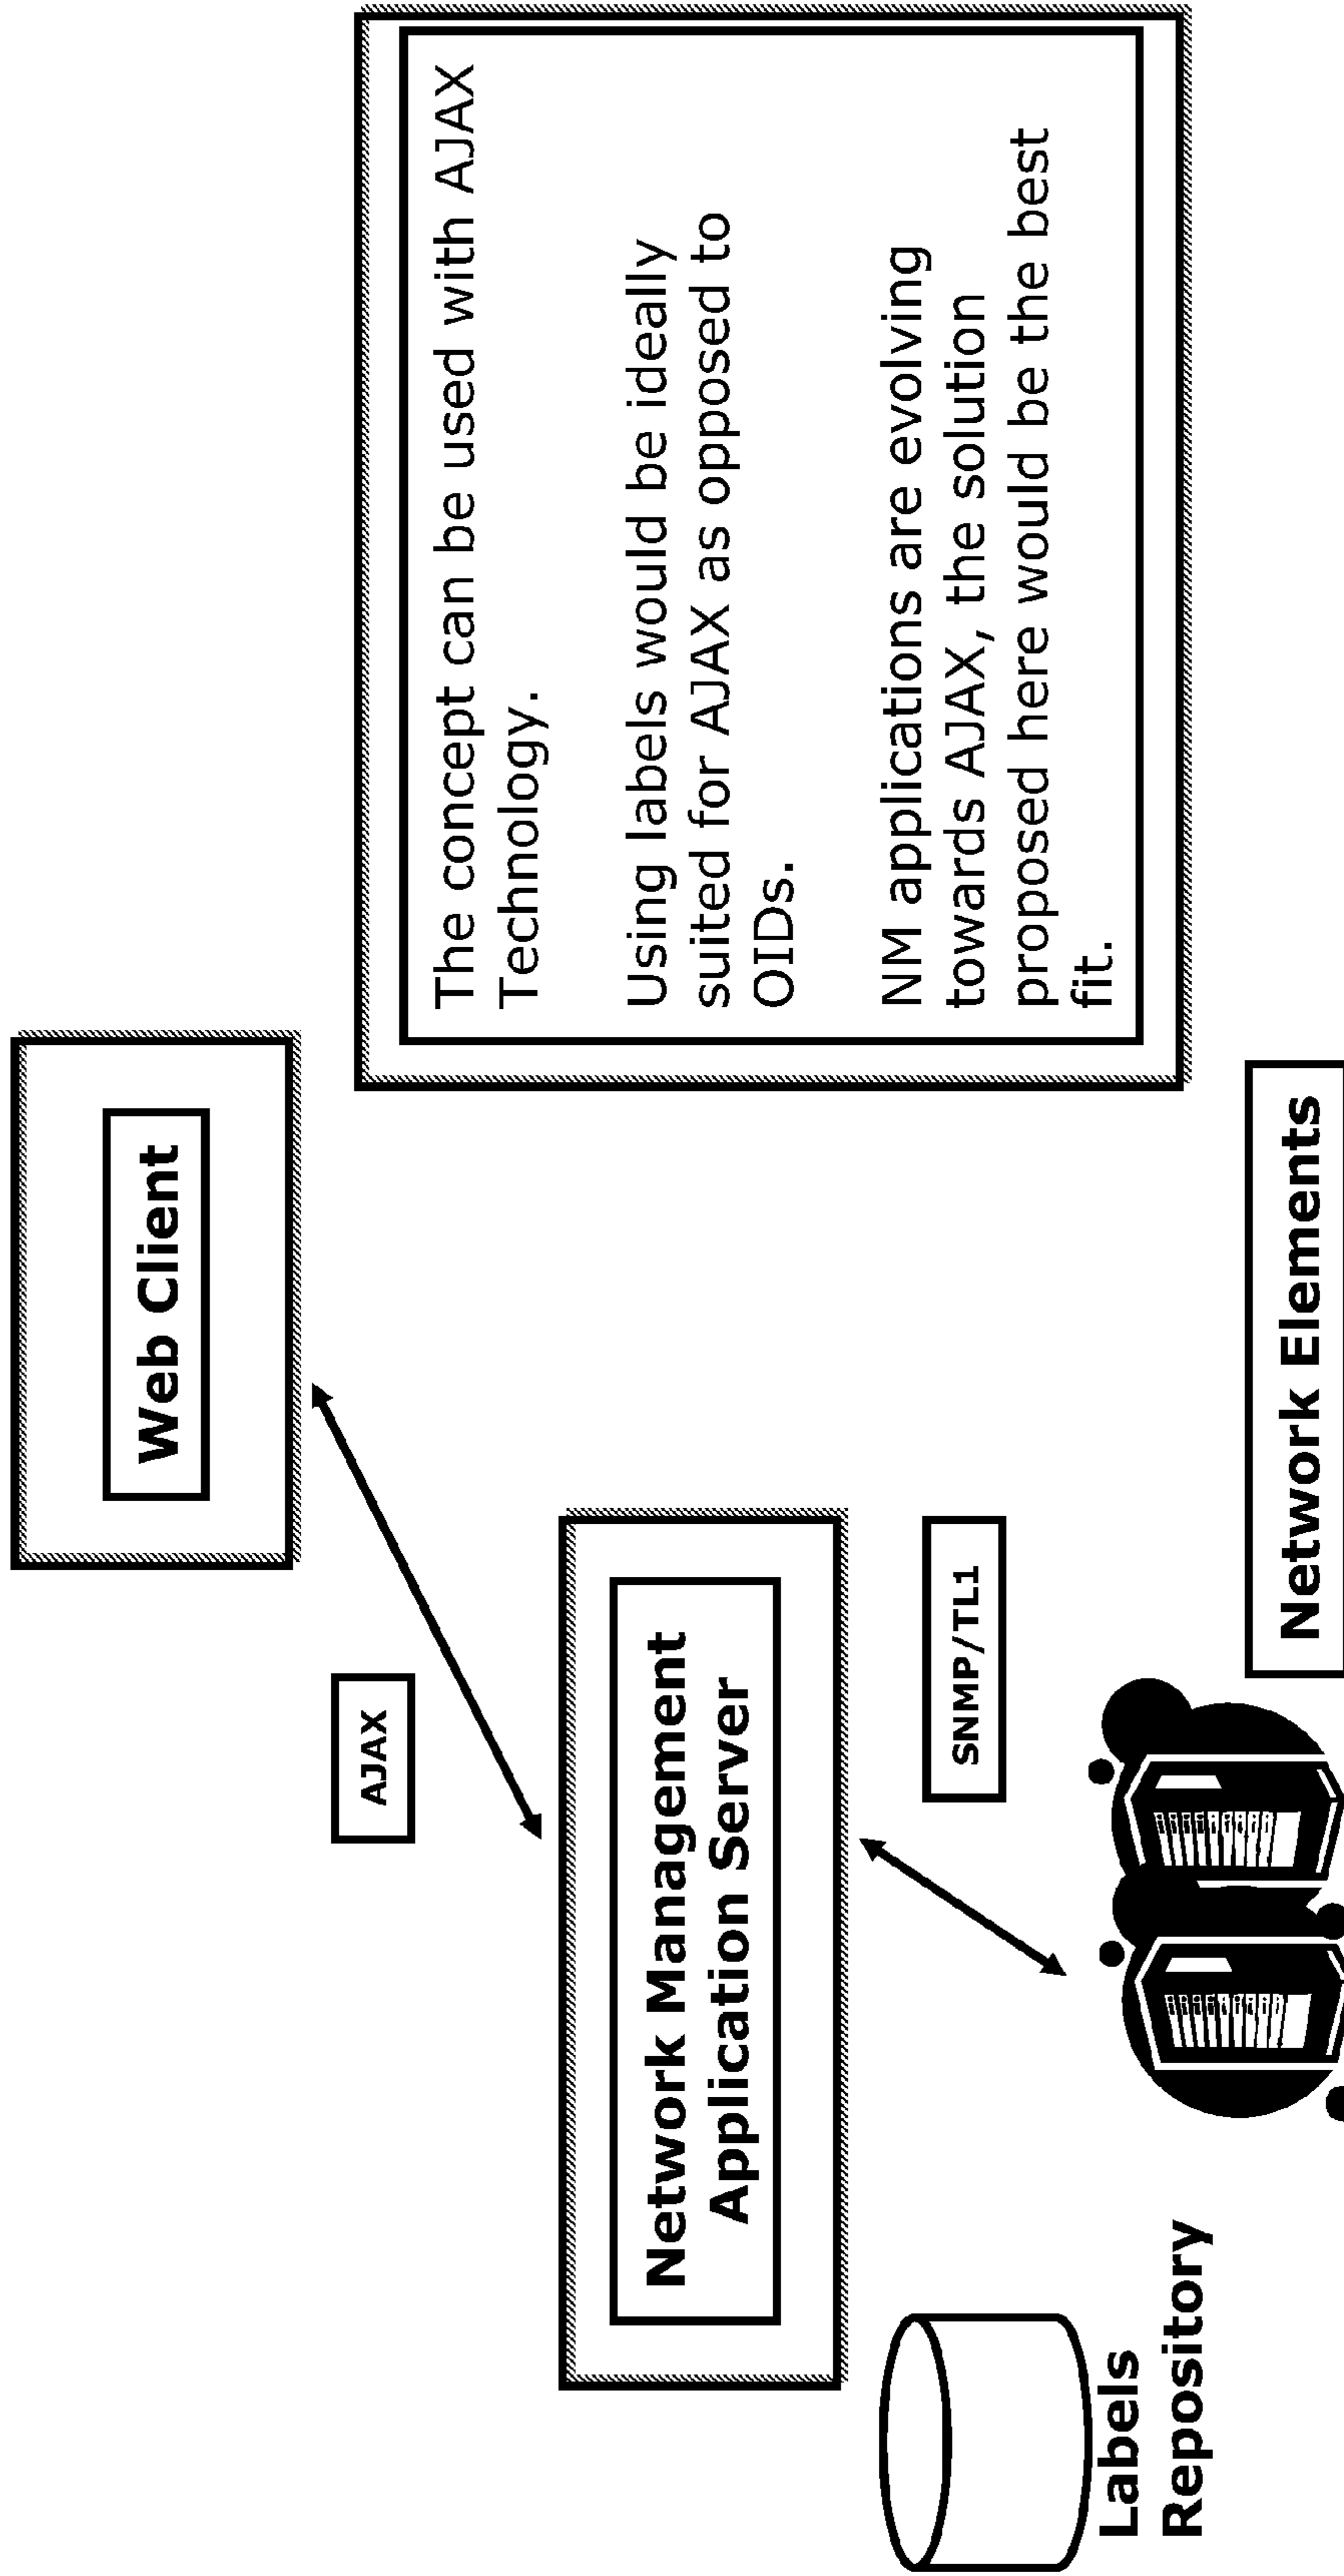 Web Client
AJAX
Network Management
Application Server
The concept can be used with AJAX
Technology.
Using labels would be ideally
suited for AJAX as opposed to
OIDs.
NM applications are evolving
towards AJAX, the solution
proposed here would be the best
fit.
SNMP/TL1
Labels
Repository
Network Elements